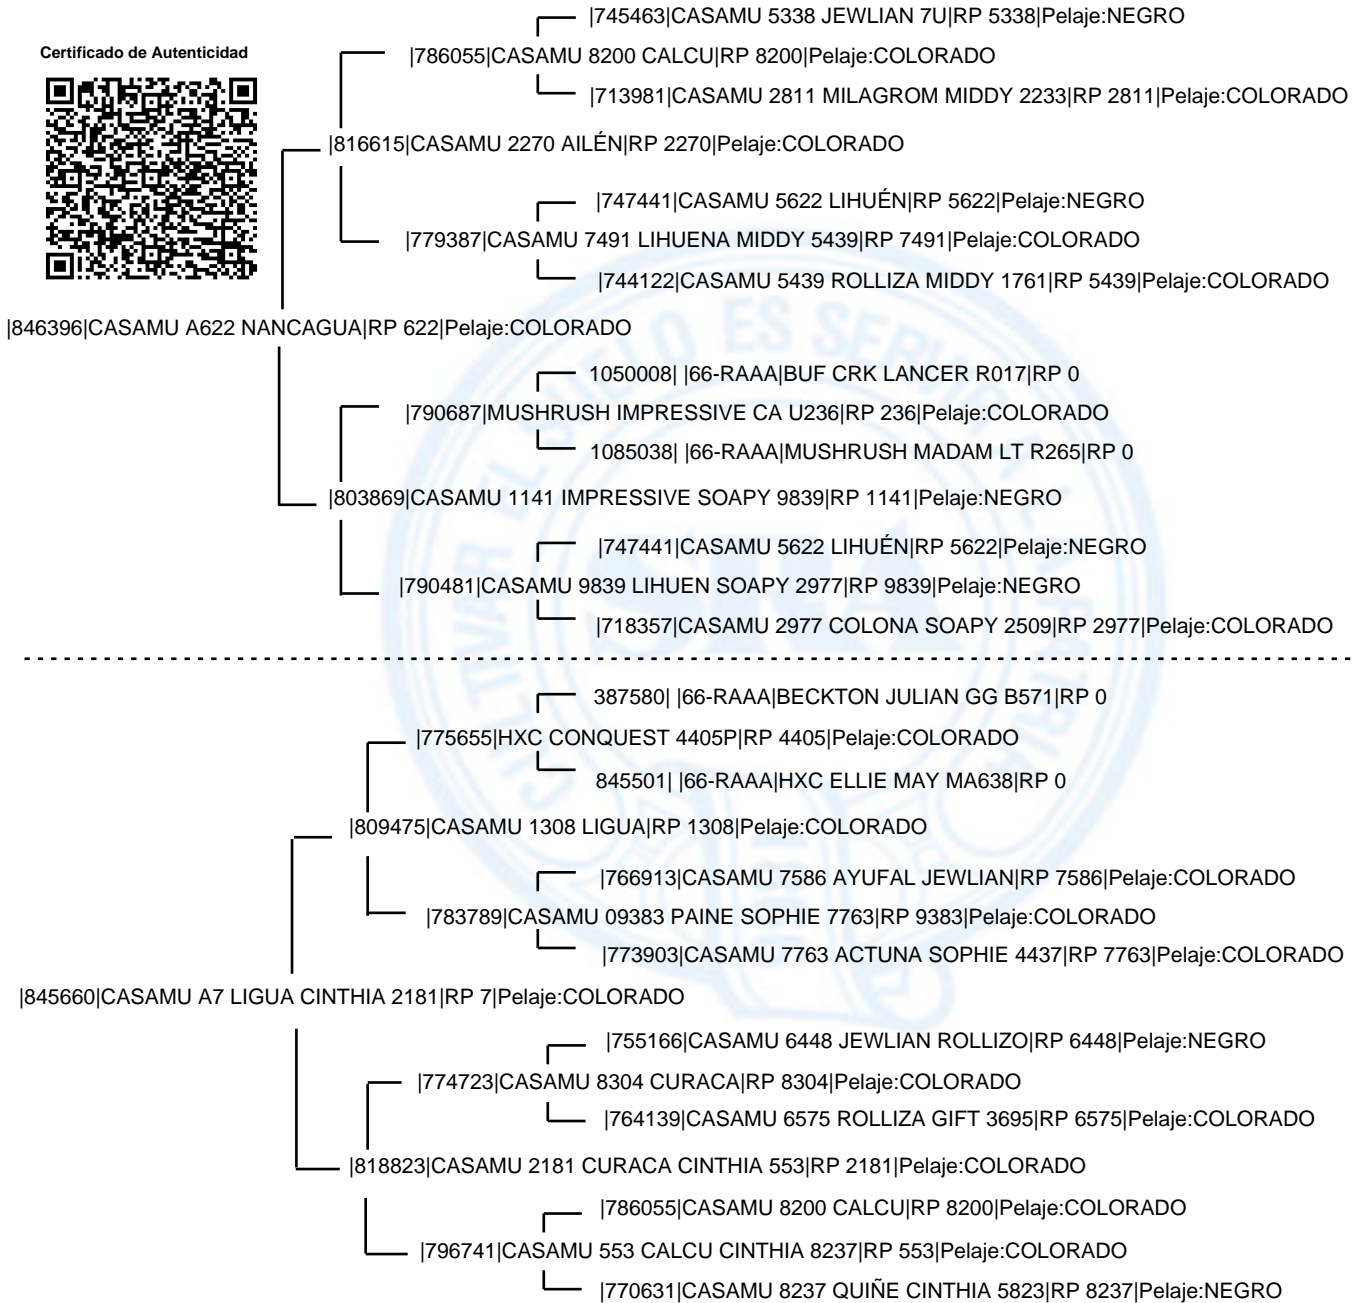 |745463|CASAMU 5338 JEWLIAN 7U|RP 5338|Pelaje:NEGRO
Certificado de Autenticidad
|786055|CASAMU 8200 CALCU|RP 8200|Pelaje:COLORADO
|713981|CASAMU 2811 MILAGROM MIDDY 2233|RP 2811|Pelaje:COLORADO
|816615|CASAMU 2270 AILÉN|RP 2270|Pelaje:COLORADO
|747441|CASAMU 5622 LIHUÉN|RP 5622|Pelaje:NEGRO
|779387|CASAMU 7491 LIHUENA MIDDY 5439|RP 7491|Pelaje:COLORADO
|744122|CASAMU 5439 ROLLIZA MIDDY 1761|RP 5439|Pelaje:COLORADO
|846396|CASAMU A622 NANCAGUA|RP 622|Pelaje:COLORADO
1050008| |66-RAAA|BUF CRK LANCER R017|RP 0
|790687|MUSHRUSH IMPRESSIVE CA U236|RP 236|Pelaje:COLORADO
1085038| |66-RAAA|MUSHRUSH MADAM LT R265|RP 0
|803869|CASAMU 1141 IMPRESSIVE SOAPY 9839|RP 1141|Pelaje:NEGRO
|747441|CASAMU 5622 LIHUÉN|RP 5622|Pelaje:NEGRO
|790481|CASAMU 9839 LIHUEN SOAPY 2977|RP 9839|Pelaje:NEGRO
|718357|CASAMU 2977 COLONA SOAPY 2509|RP 2977|Pelaje:COLORADO
387580| |66-RAAA|BECKTON JULIAN GG B571|RP 0
|775655|HXC CONQUEST 4405P|RP 4405|Pelaje:COLORADO
845501| |66-RAAA|HXC ELLIE MAY MA638|RP 0
|809475|CASAMU 1308 LIGUA|RP 1308|Pelaje:COLORADO
|766913|CASAMU 7586 AYUFAL JEWLIAN|RP 7586|Pelaje:COLORADO
|783789|CASAMU 09383 PAINE SOPHIE 7763|RP 9383|Pelaje:COLORADO
|773903|CASAMU 7763 ACTUNA SOPHIE 4437|RP 7763|Pelaje:COLORADO
|845660|CASAMU A7 LIGUA CINTHIA 2181|RP 7|Pelaje:COLORADO
|755166|CASAMU 6448 JEWLIAN ROLLIZO|RP 6448|Pelaje:NEGRO
|774723|CASAMU 8304 CURACA|RP 8304|Pelaje:COLORADO
|764139|CASAMU 6575 ROLLIZA GIFT 3695|RP 6575|Pelaje:COLORADO
|818823|CASAMU 2181 CURACA CINTHIA 553|RP 2181|Pelaje:COLORADO
|786055|CASAMU 8200 CALCU|RP 8200|Pelaje:COLORADO
|796741|CASAMU 553 CALCU CINTHIA 8237|RP 553|Pelaje:COLORADO
|770631|CASAMU 8237 QUIÑE CINTHIA 5823|RP 8237|Pelaje:NEGRO
CULTIVAR EL SUELO ES SERVIR A LA PATRIA
SRA
1866